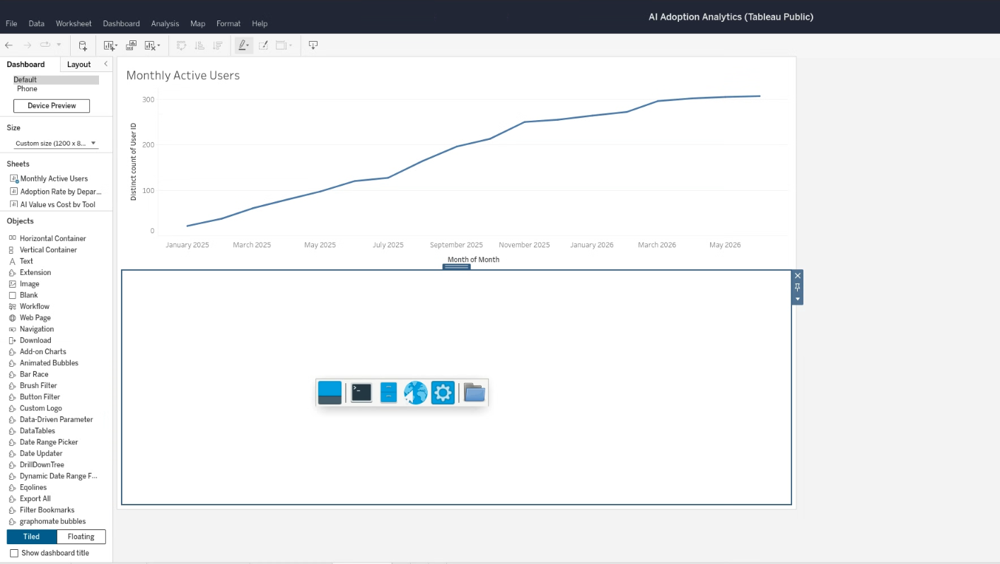 AI Adoption Analytics (Tableau Public)
File Data Worksheet Dashboard Analysis Map Format Help
Dashboard Layout
Default
Phone
Device Preview
Size
Custom size (1200 x 8...
Sheets
Monthly Active Users
Adoption Rate by Depar...
AI Value vs Cost by Tool
Objects
Horizontal Container
Vertical Container
Text
Extension
Image
Blank
Workflow
Web Page
Navigation
Download
Add-on Charts
Animated Bubbles
Bar Race
Brush Filter
Button Filter
Custom Logo
Data-Driven Parameter
DataTables
Date Range Picker
Date Updater
DrillDownTree
Dynamic Date Range F...
Eqolines
Export All
Filter Bookmarks
graphomate bubbles
Tiled Floating
Show dashboard title
Monthly Active Users
Distinct count of User ID
300
200
100
0
January 2025 March 2025 May 2025 July 2025 September 2025 November 2025 January 2026 March 2026 May 2026
Month of Month